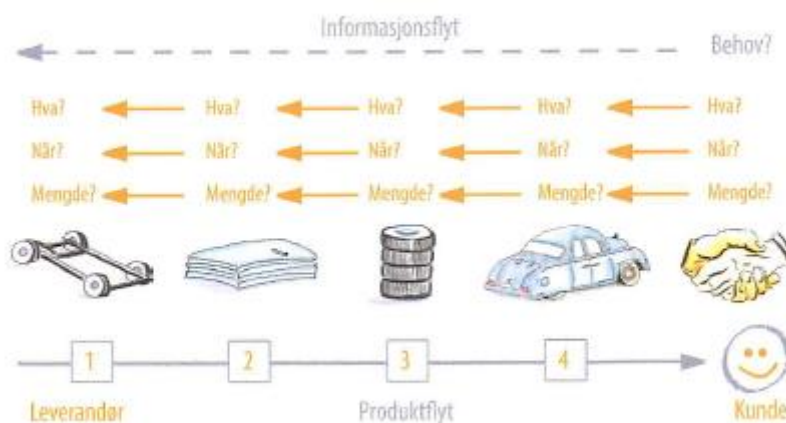 Informasjonsflyt
Behov?
Hva? Hva? Hva? Hva? Hva?
Når? Når? Når? Når? Når?
Mengde? Mengde? Mengde? Mengde? Mengde?
1 2 3 4
Leverandør Produktflyt Kunde